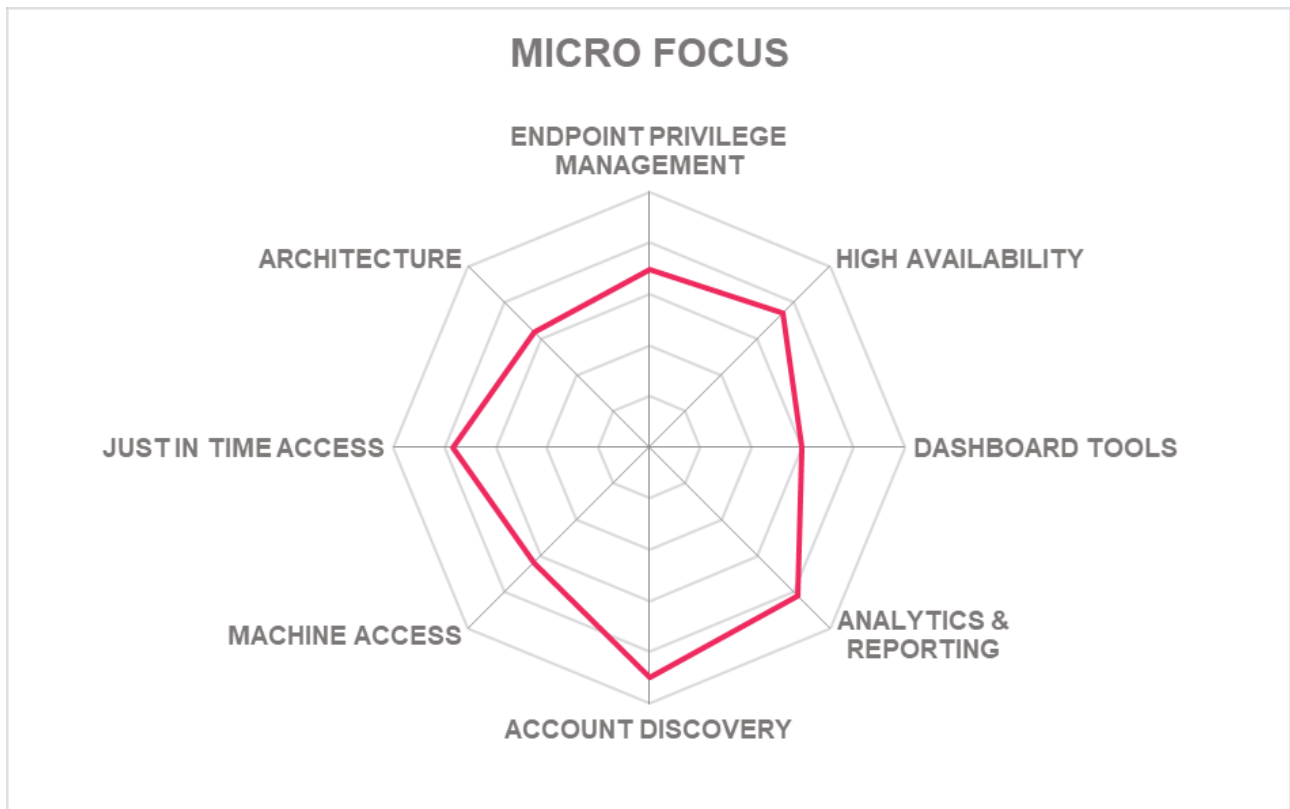 MICRO FOCUS
ENDPOINT PRIVILEGE
MANAGEMENT
ARCHITECTURE
HIGH AVAILABILITY
JUST IN TIME ACCESS
DASHBOARD TOOLS
MACHINE ACCESS
ANALYTICS &
REPORTING
ACCOUNT DISCOVERY